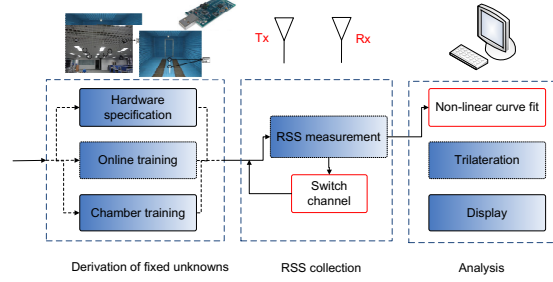 Tx
Rx
Hardware
specification
Online training
Chamber training
RSS measurement
Switch
channel
Non-linear curve fit
Trilateration
Display
Derivation of fixed unknowns
RSS collection
Analysis